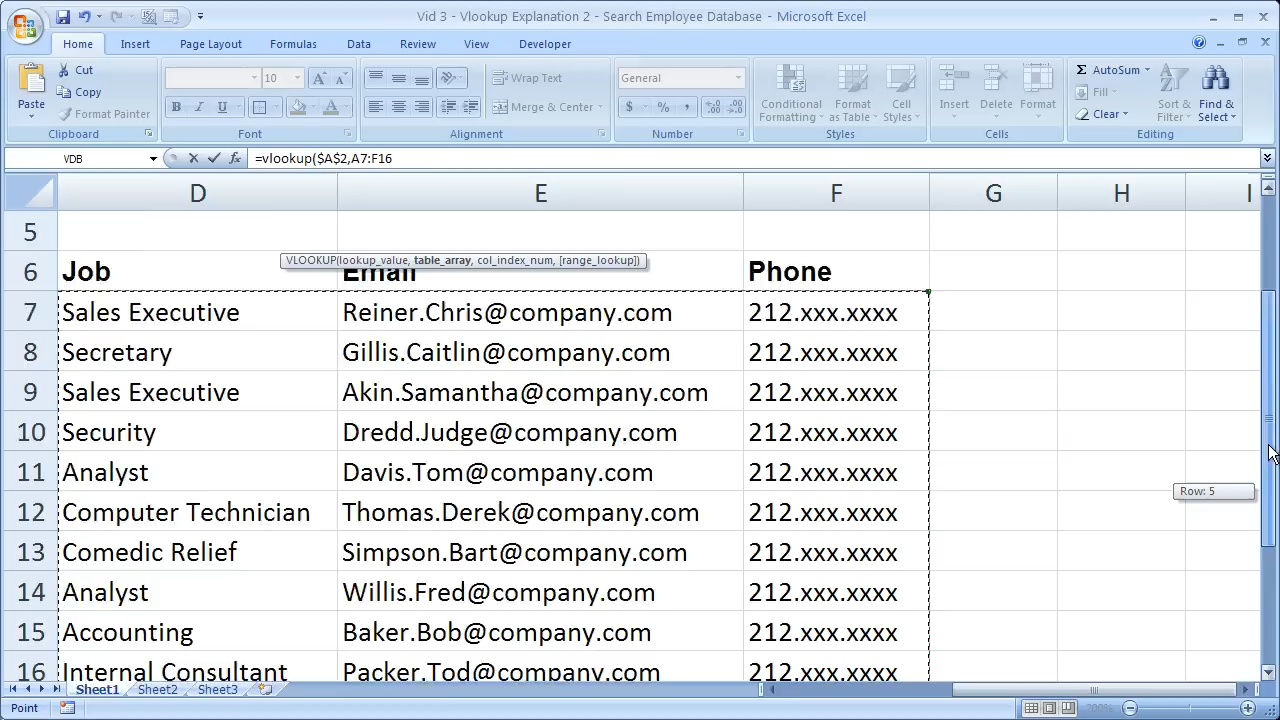 Vid 3 - Vlookup Explanation 2 - Search Employee Database - Microsoft Excel
Home Insert Page Layout Formulas Data Review View Developer
Paste Cut Copy Format Painter Clipboard
10 B I U Font
Wrap Text Merge & Center Alignment
General $ % , .00 .0 Number
Conditional Formatting Format as Table Cell Styles Styles
Insert Delete Format Cells
Σ AutoSum Fill Clear Sort & Filter Find & Select Editing
VDB fx =vlookup($A$2,A7:F16
D E F G H I
5
VLOOKUP(lookup_value, table_array, col_index_num, [range_lookup])
6 Job Email Phone
7 Sales Executive Reiner.Chris@company.com 212.xxx.xxxx
8 Secretary Gillis.Caitlin@company.com 212.xxx.xxxx
9 Sales Executive Akin.Samantha@company.com 212.xxx.xxxx
10 Security Dredd.Judge@company.com 212.xxx.xxxx
11 Analyst Davis.Tom@company.com 212.xxx.xxxx
Row: 5
12 Computer Technician Thomas.Derek@company.com 212.xxx.xxxx
13 Comedic Relief Simpson.Bart@company.com 212.xxx.xxxx
14 Analyst Willis.Fred@company.com 212.xxx.xxxx
15 Accounting Baker.Bob@company.com 212.xxx.xxxx
16 Internal Consultant Packer.Tod@company.com 212.xxx.xxxx
Sheet1 Sheet2 Sheet3
Point 200%